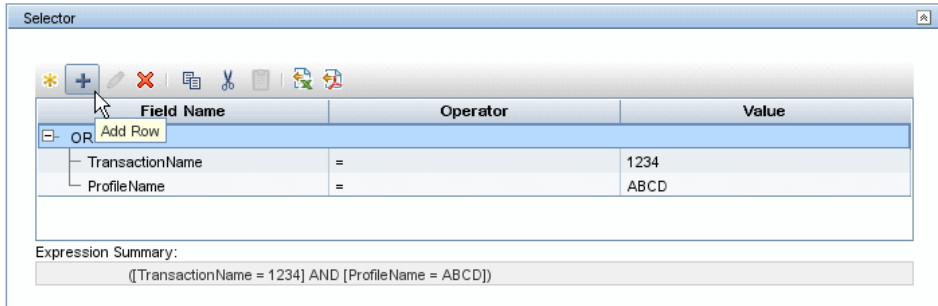 Selector
Field Name Operator Value
Add Row
OR
TransactionName = 1234
ProfileName = ABCD
Expression Summary:
([TransactionName = 1234] AND [ProfileName = ABCD])